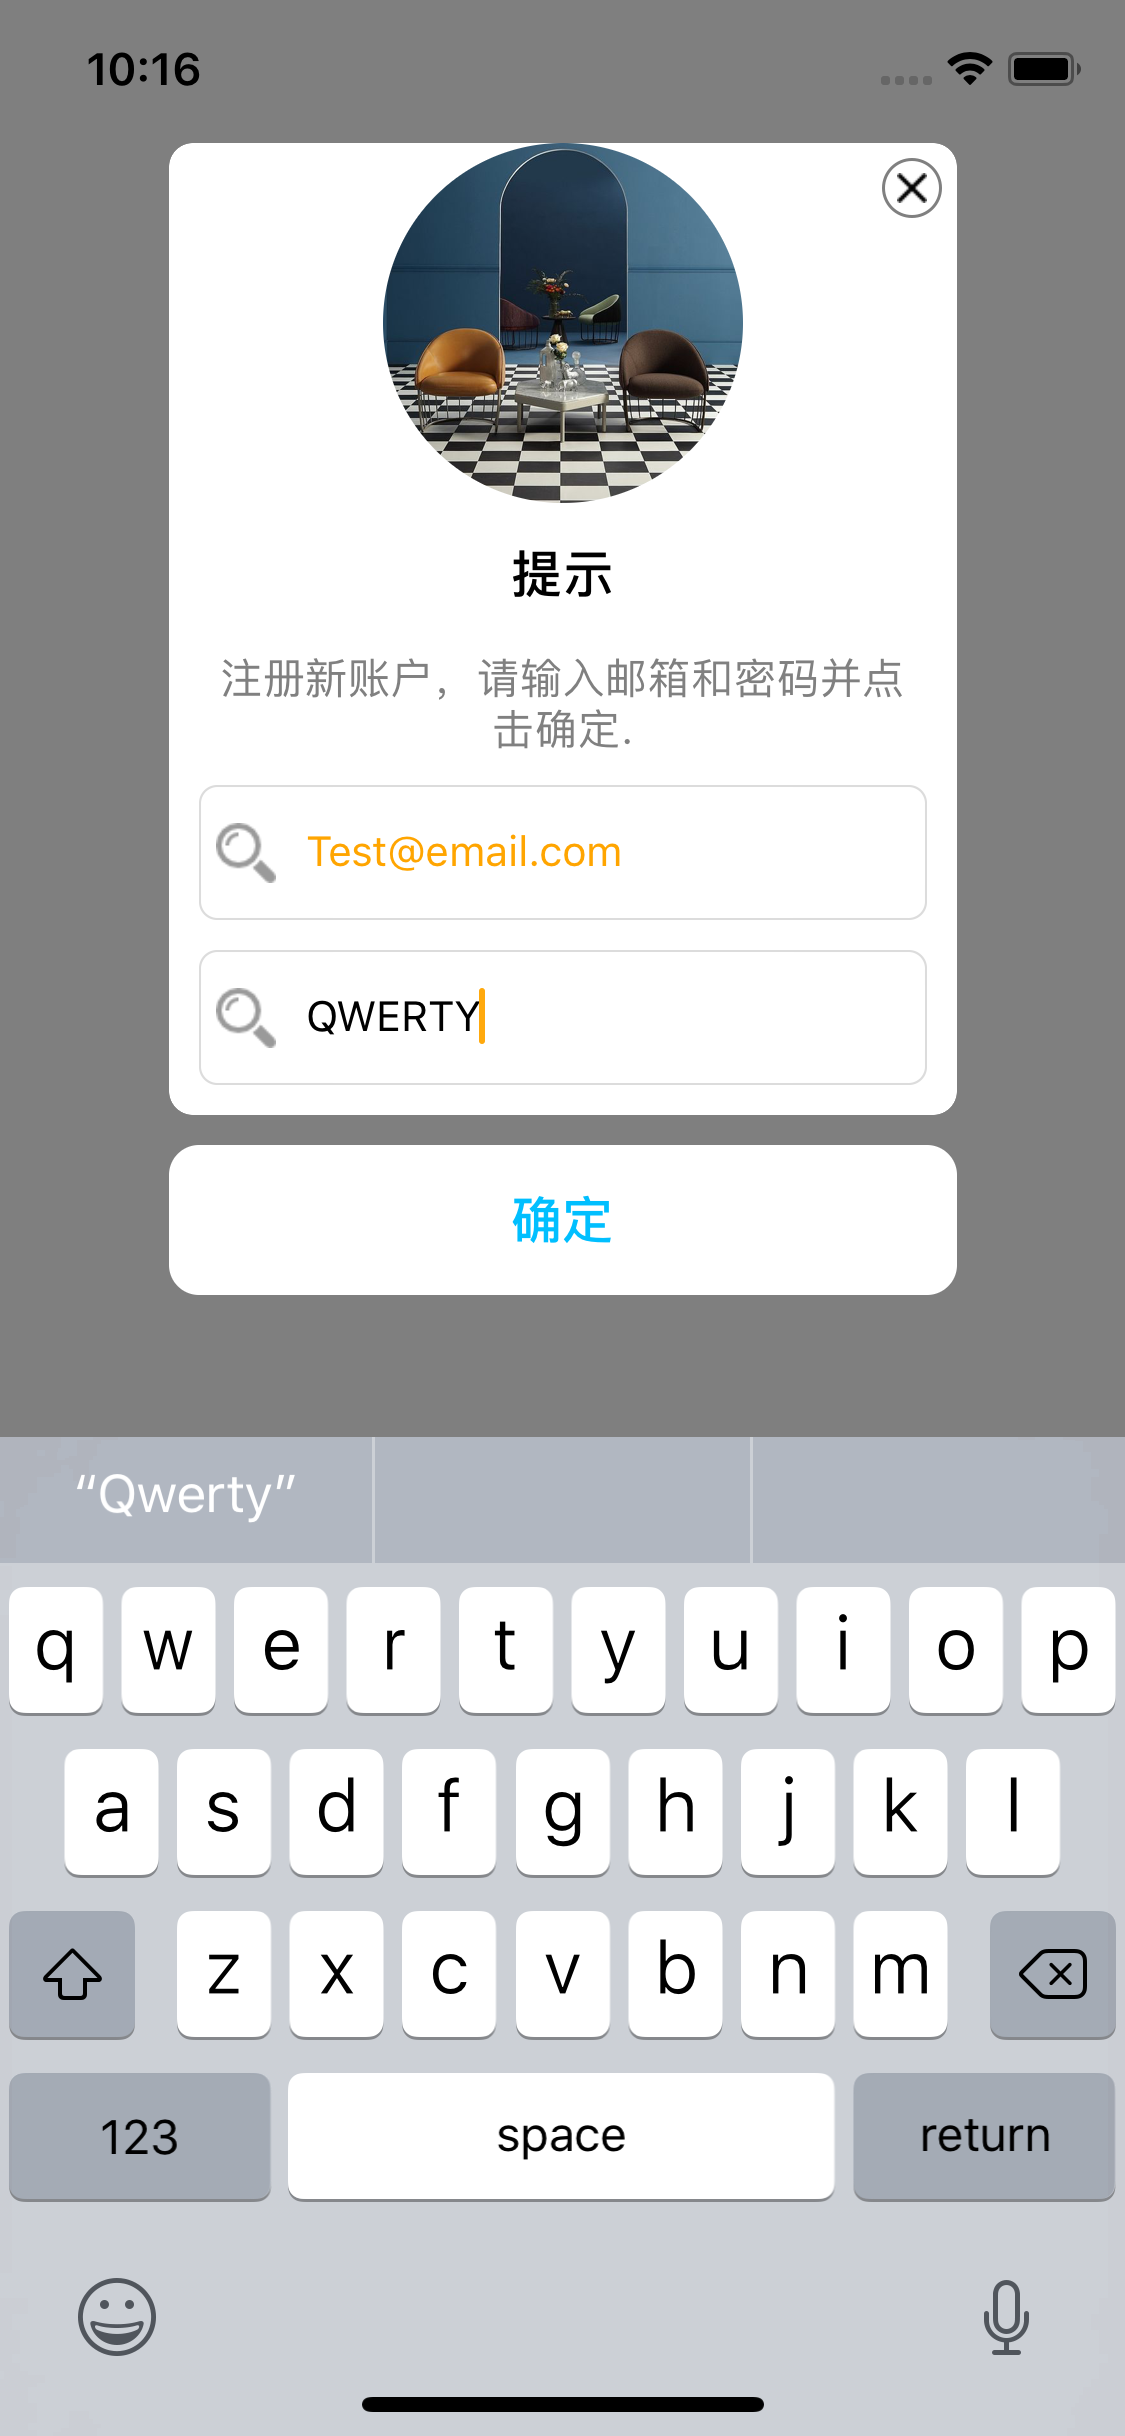 10:16
提示
注册新账户，请输入邮箱和密码并点
击确定.
Test@email.com
QWERTY
确定
“Qwerty”
q w e r t y u i o p
a s d f g h j k l
z x c v b n m
123 space return